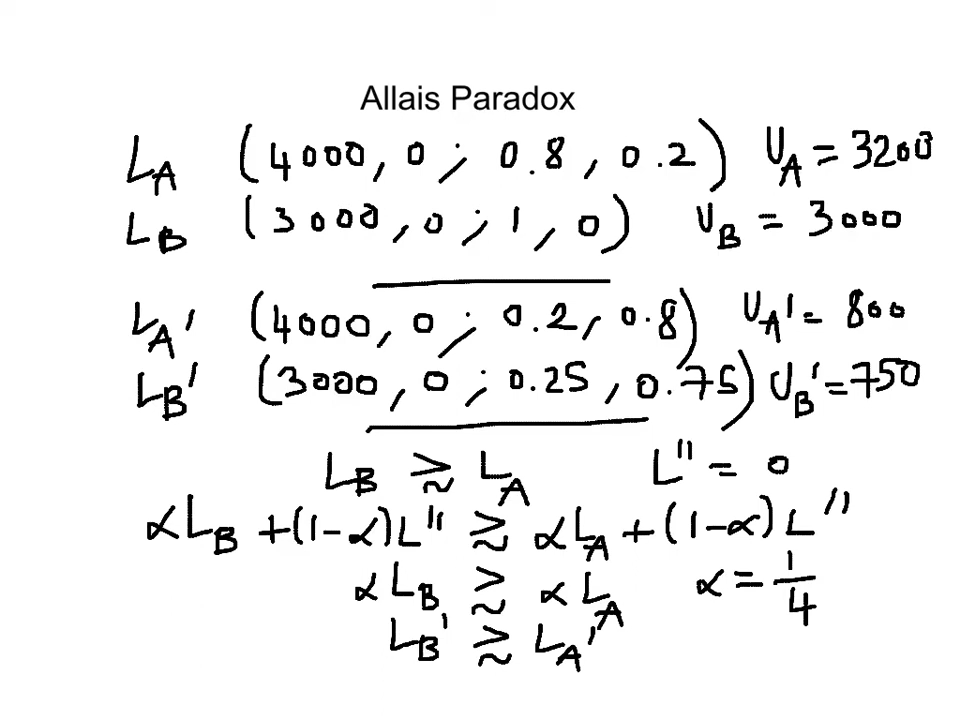 Allais Paradox
L_A (4000, 0; 0.8, 0.2) U_A = 3200
L_B (3000, 0; 1, 0) U_B = 3000
L_A' (4000, 0; 0.2, 0.8) U_A' = 800
L_B' (3000, 0; 0.25, 0.75) U_B' = 750
L_B ≿ L_A L'' = 0
αL_B + (1-α)L'' ≿ αL_A + (1-α)L''
αL_B ≿ αL_A α = 1/4
L_B' ≿ L_A'